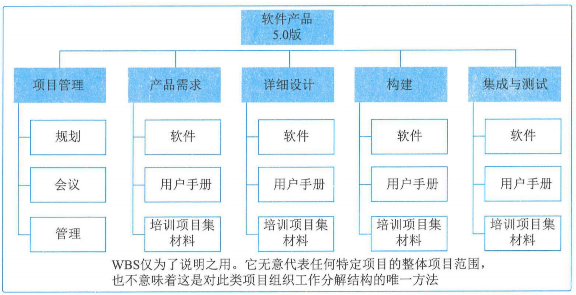 软件产品
5.0版
项目管理
产品需求
详细设计
构建
集成与测试
规划
软件
软件
软件
软件
会议
用户手册
用户手册
用户手册
用户手册
管理
培训项目集
材料
培训项目集
材料
培训项目集
材料
培训项目集
材料
WBS仅为了说明之用。它无意代表任何特定项目的整体项目范围，
也不意味着这是对此类项目组织工作分解结构的唯一方法